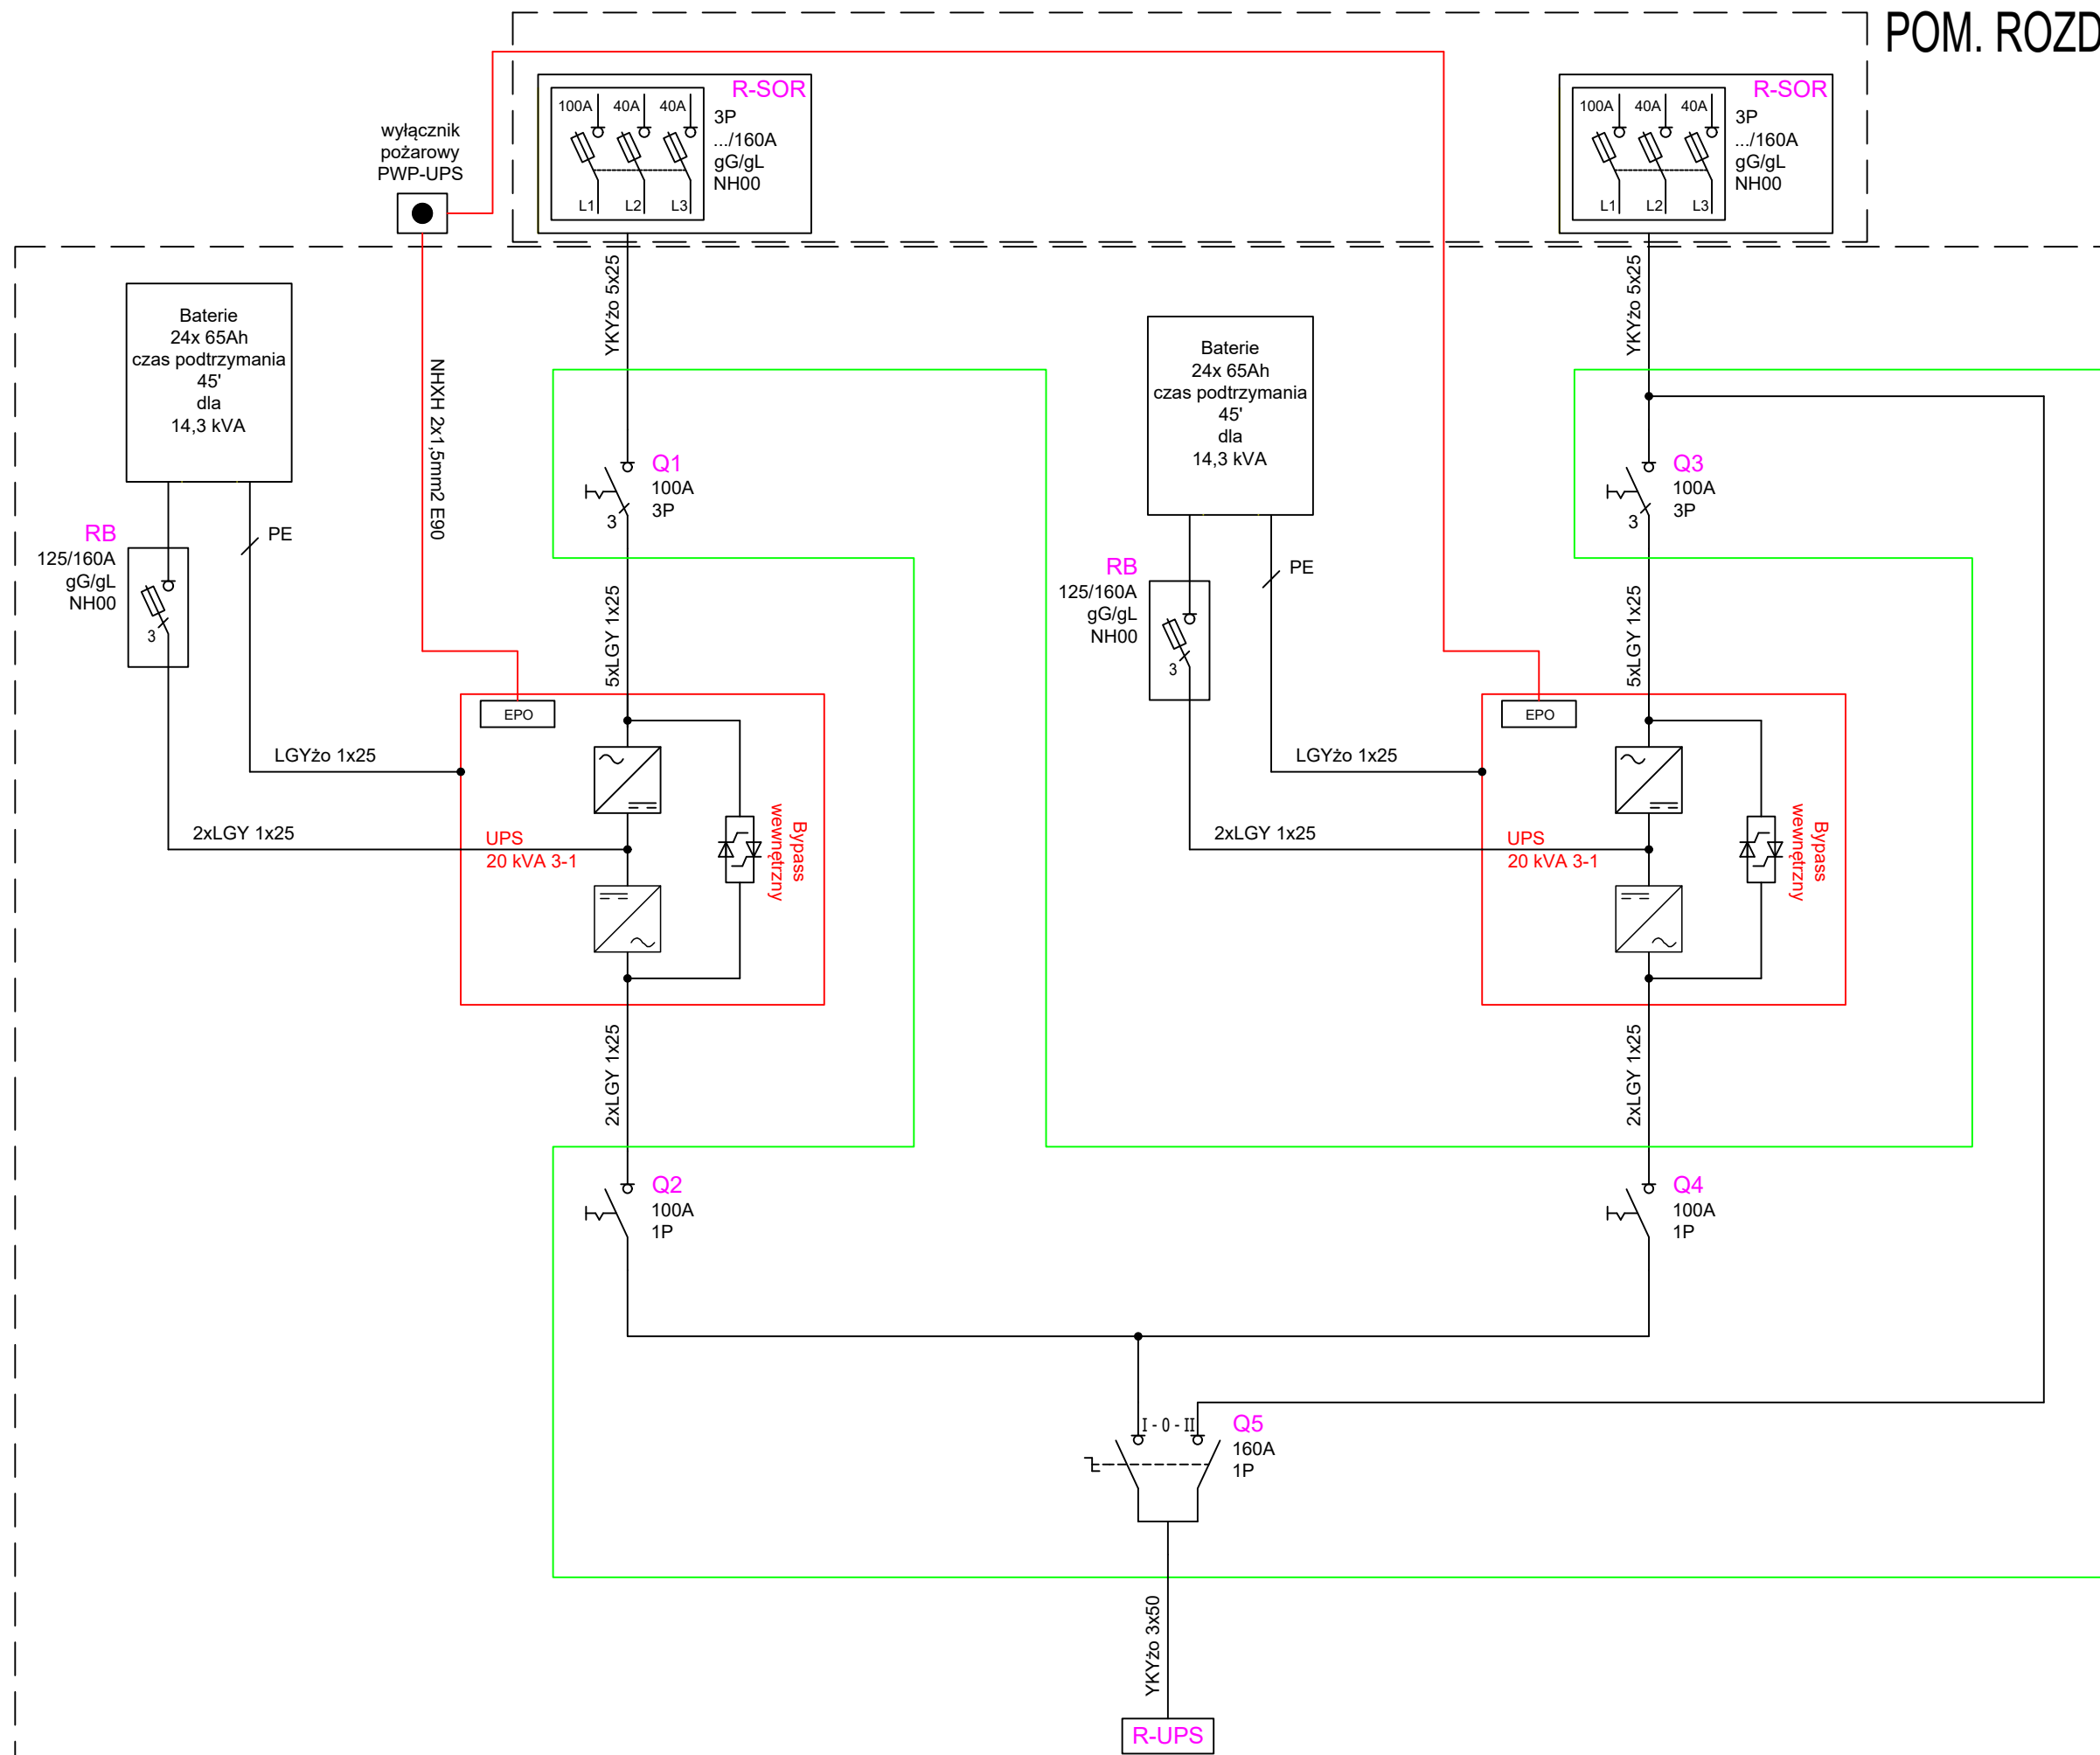 POM. ROZD
R-SOR
100A 40A 40A
3P
.../160A
gG/gL
NH00
L1 L2 L3
R-SOR
100A 40A 40A
3P
.../160A
gG/gL
NH00
L1 L2 L3
wyłącznik
pożarowy
PWP-UPS
YKYżo 5x25
YKYżo 5x25
Baterie
24x 65Ah
czas podtrzymania
45'
dla
14,3 kVA
NHXH 2x1,5mm2 E90
Baterie
24x 65Ah
czas podtrzymania
45'
dla
14,3 kVA
Q1
100A
3P
3
Q3
100A
3P
3
RB
125/160A
gG/gL
NH00
3
PE
RB
125/160A
gG/gL
NH00
3
PE
5xLGY 1x25
5xLGY 1x25
EPO
EPO
LGYżo 1x25
LGYżo 1x25
2xLGY 1x25
UPS
20 kVA 3-1
Bypass
wewnętrzny
2xLGY 1x25
UPS
20 kVA 3-1
Bypass
wewnętrzny
2xLGY 1x25
2xLGY 1x25
Q2
100A
1P
Q4
100A
1P
I - 0 - II
Q5
160A
1P
YKYżo 3x50
R-UPS